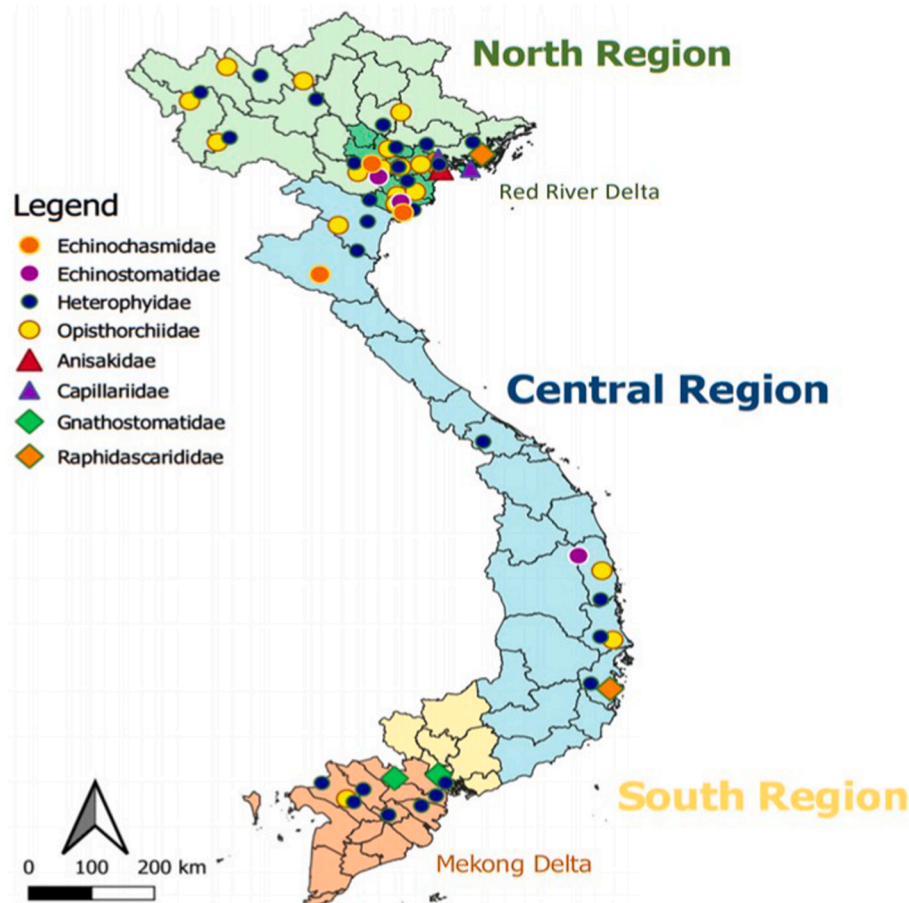 North Region
Red River Delta
Legend
Echinochasmidae
Echinostomatidae
Heterophyidae
Opisthorchiidae
Anisakidae
Capillariidae
Gnathostomatidae
Raphidascarididae
Central Region
South Region
Mekong Delta
0 100 200 km